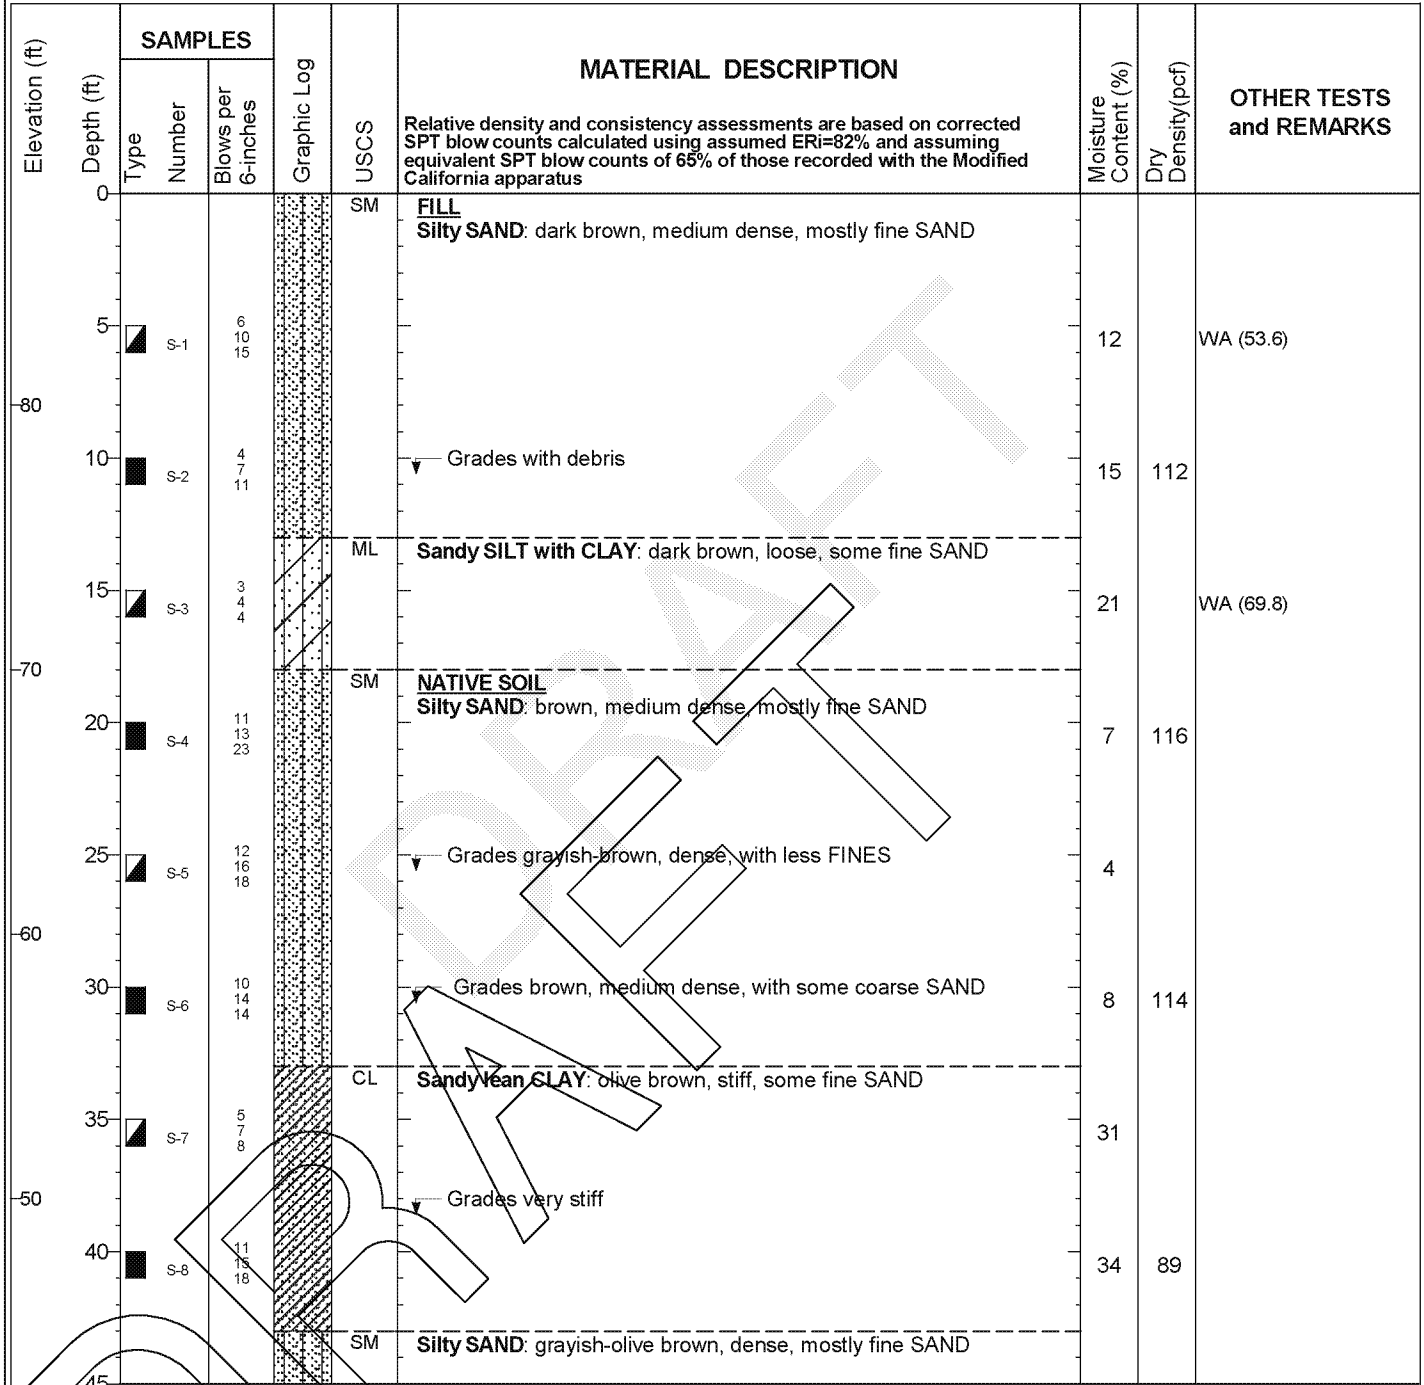 SAMPLES
Elevation (ft)
Depth (ft)
Type
Number
Blows per
6-inches
Graphic Log
USCS
MATERIAL DESCRIPTION
Relative density and consistency assessments are based on corrected
SPT blow counts calculated using assumed ERi=82% and assuming
equivalent SPT blow counts of 65% of those recorded with the Modified
California apparatus
Moisture
Content (%)
Dry
Density(pcf)
OTHER TESTS
and REMARKS
0
SM
FILL
Silty SAND: dark brown, medium dense, mostly fine SAND
5
S-1
6
10
15
12
WA (53.6)
80
10
S-2
4
7
11
Grades with debris
15
112
ML
Sandy SILT with CLAY: dark brown, loose, some fine SAND
15
S-3
3
4
4
21
WA (69.8)
70
SM
NATIVE SOIL
Silty SAND: brown, medium dense, mostly fine SAND
20
S-4
11
13
23
7
116
25
S-5
12
16
18
Grades grayish-brown, dense, with less FINES
4
60
30
S-6
10
14
14
Grades brown, medium dense, with some coarse SAND
8
114
CL
Sandy lean CLAY: olive brown, stiff, some fine SAND
35
S-7
5
7
8
31
50
Grades very stiff
40
S-8
11
15
18
34
89
SM
Silty SAND: grayish-olive brown, dense, mostly fine SAND
45
DRAFT
DRAFT